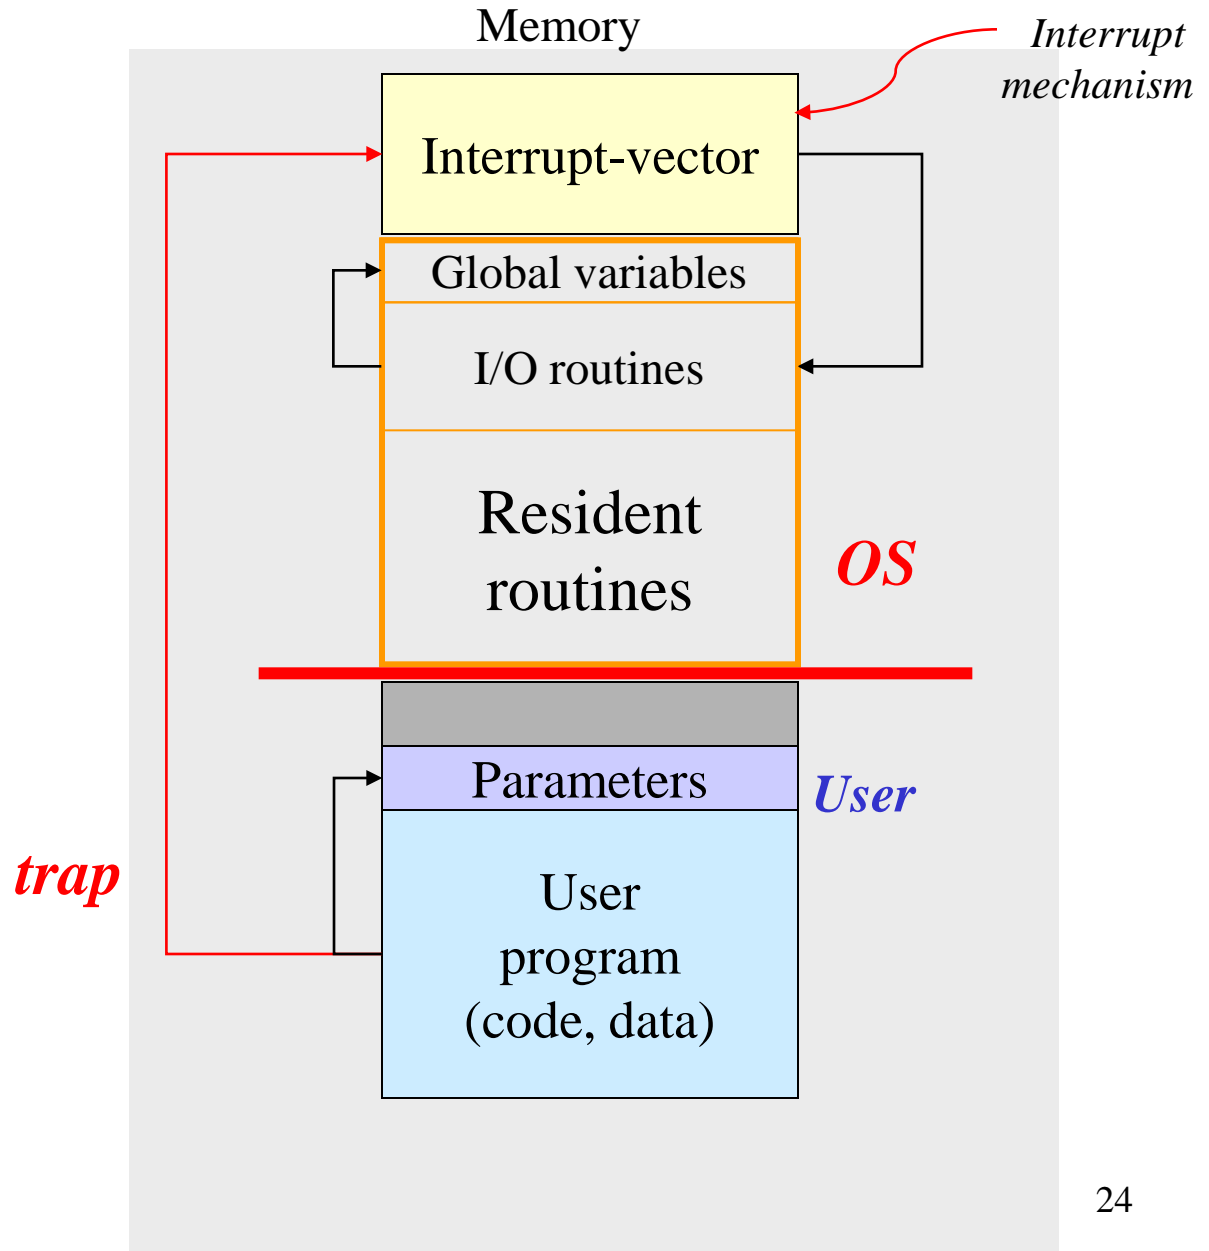 Memory
Interrupt
mechanism
Interrupt-vector
Global variables
I/O routines
Resident
routines
OS
Parameters
User
trap
User
program
(code, data)
24